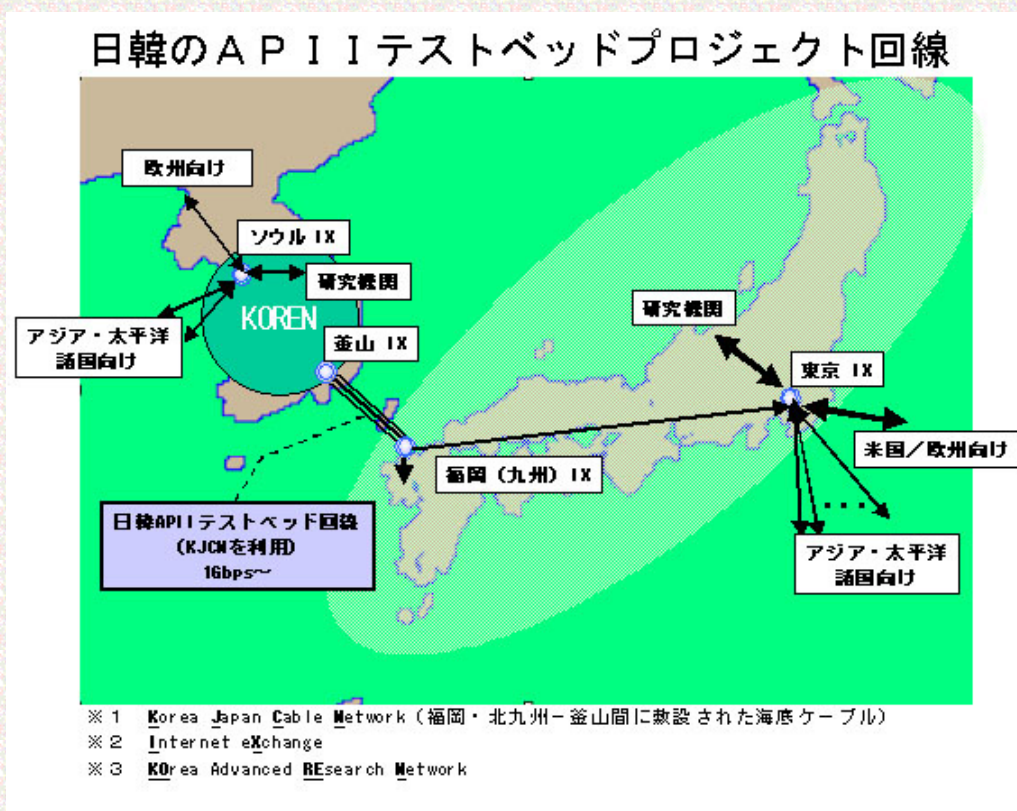 日韓のAPIIテストベッドプロジェクト回線
欧州向け
ソウル IX
研究機関
KOREN
アジア・太平洋
諸国向け
釜山 IX
研究機関
東京 IX
米国/欧州向け
福岡(九州)IX
・・・
日韓APIIテストベッド回線
(KJCNを利用)
1Gbps~
アジア・太平洋
諸国向け
※1 Korea Japan Cable Network(福岡・北九州-釜山間に敷設された海底ケーブル)
※2 Internet eXchange
※3 KOrea Advanced REsearch Network